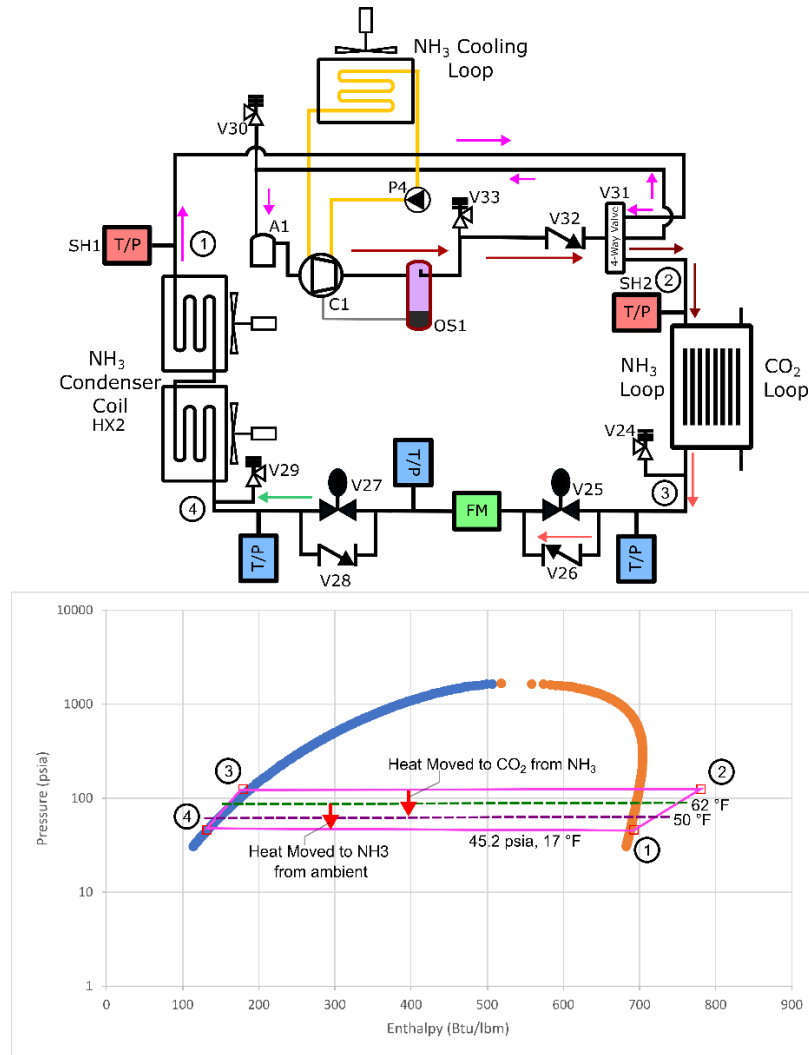 NH3 Cooling
Loop
V30
P4
V33
V32
V31
4-Way Valve
A1
SH1
T/P
1
C1
OS1
SH2
2
T/P
NH3
Condenser
Coil
HX2
NH3
Loop
CO2
Loop
V24
V29
4
V27
T/P
FM
V25
3
T/P
V28
V26
T/P
10000
1000
100
10
1
Pressure (psia)
3
Heat Moved to CO2 from NH3
2
4
62 °F
50 °F
Heat Moved to NH3
from ambient
45.2 psia, 17 °F
1
0 100 200 300 400 500 600 700 800 900
Enthalpy (Btu/lbm)